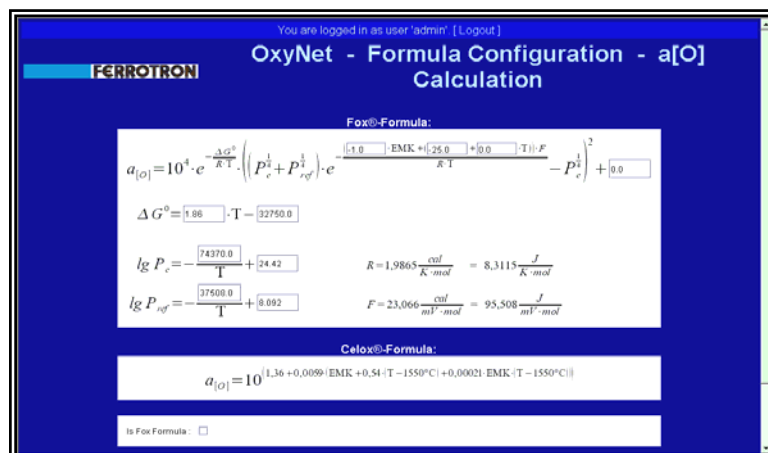 You are logged in as user 'admin'. [ Logout ]
OxyNet - Formula Configuration - a[O]
FERROTRON
Calculation
Fox®-Formula:
a[O] = 10^4 · e^(-ΔG^0/(R·T)) · ((P_e^(1/4) + P_ref^(1/4)) · e^(-((-1.0 · EMK + (-25.0 + 0.0 · T)) · F)/(R·T)) - P_e^(1/4))^2 + 0.0
ΔG^0 = 1.86 · T - 32750.0
lg P_e = - 74370.0/T + 24.42 R = 1,9865 cal/(K·mol) = 8,3115 J/(K·mol)
lg P_ref = - 37508.0/T + 8.092 F = 23,066 cal/(mV·mol) = 95,508 J/(mV·mol)
Celox®-Formula:
a[O] = 10^(1,36 + 0,0059·(EMK + 0,54·(T - 1550°C) + 0,00021·EMK·(T - 1550°C)))
Is Fox Formula :